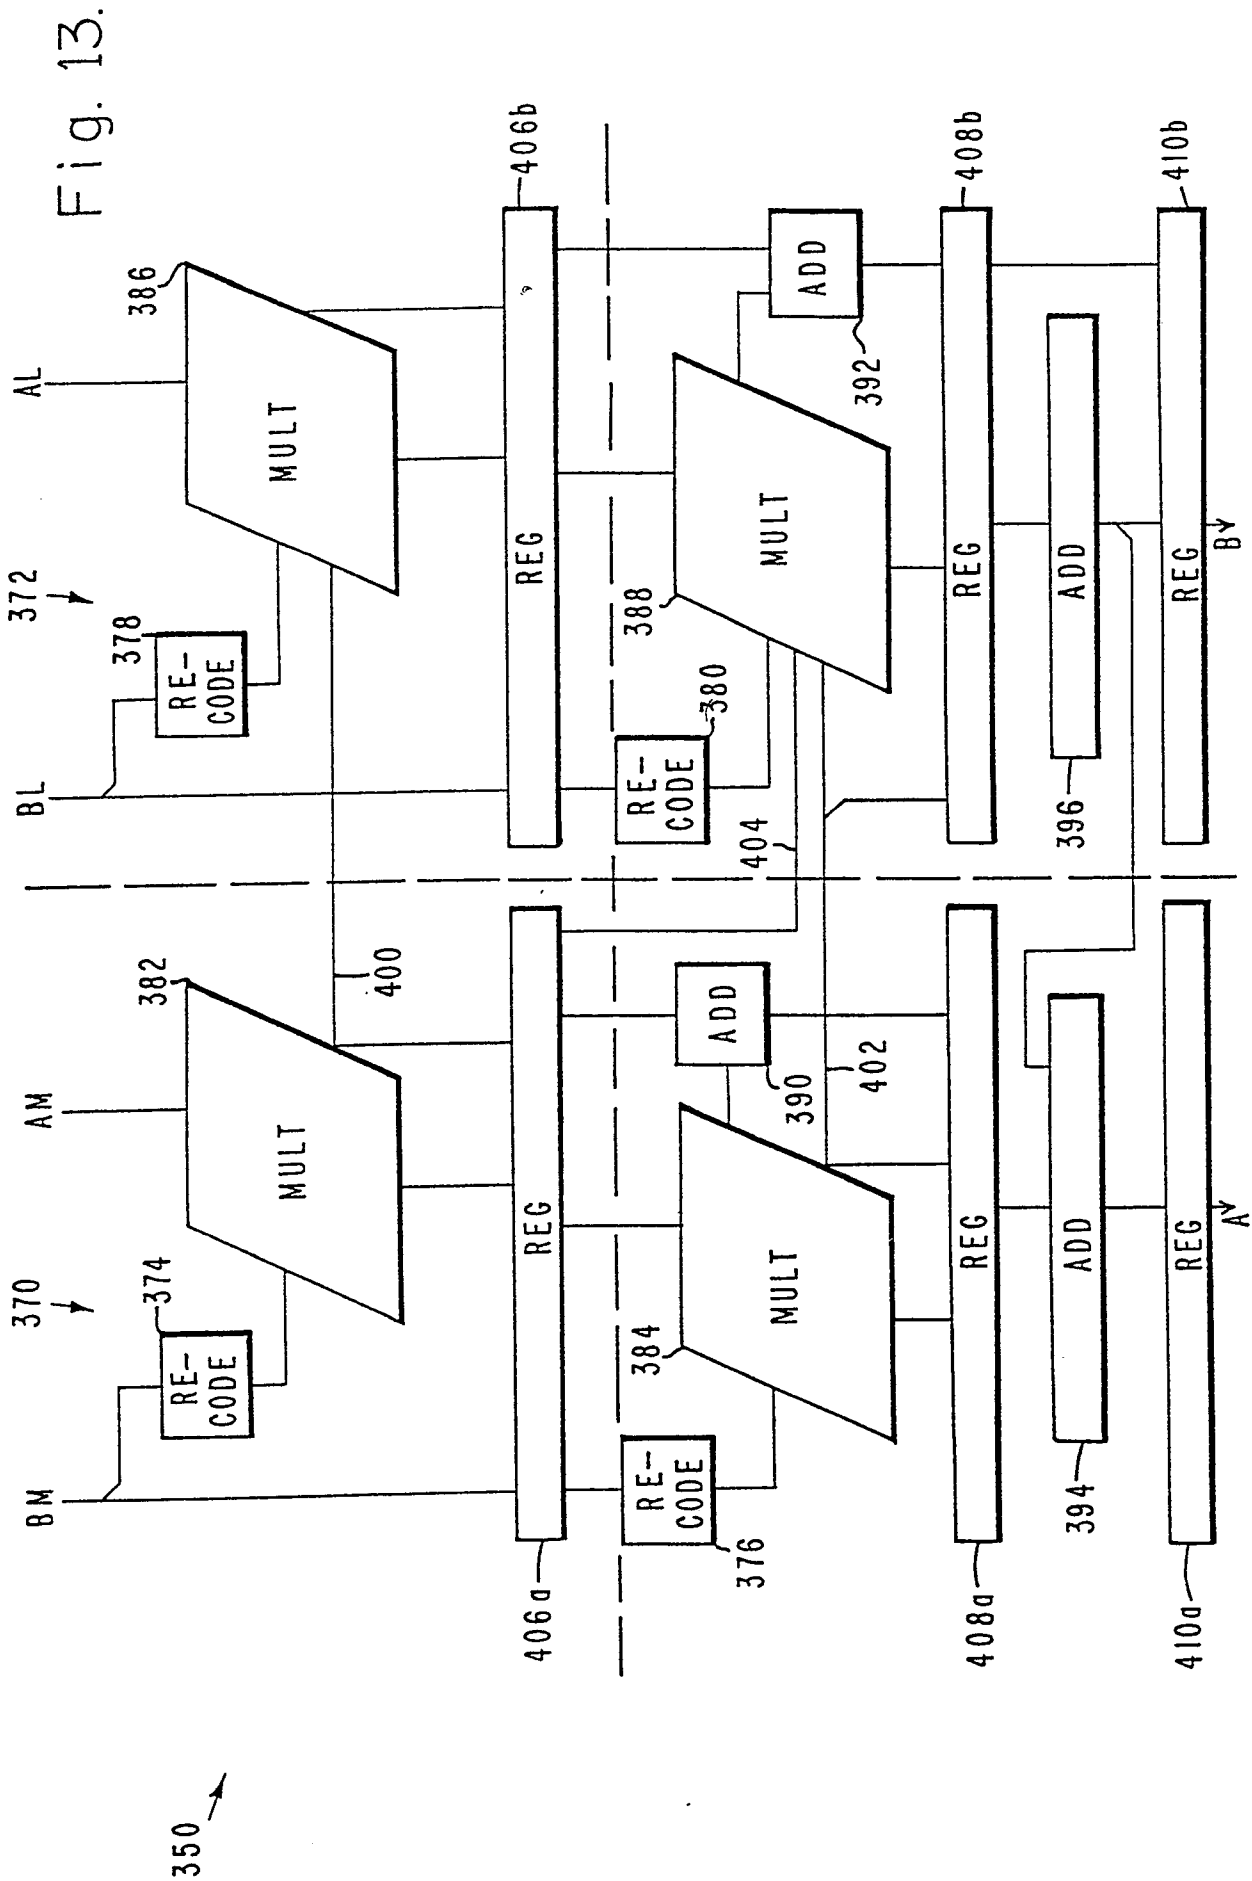 Fig. 13.
350
370
372
BM
AM
BL
AL
374
RE-
CODE
382
MULT
378
RE-
CODE
386
MULT
400
406a
REG
REG
406b
376
RE-
CODE
384
MULT
390
ADD
402
404
RE-
CODE
380
388
MULT
ADD
392
408a
REG
REG
408b
394
ADD
396
ADD
410a
REG
REG
410b
A
B